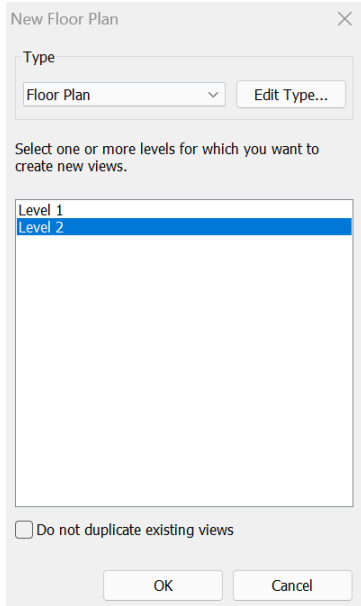 New Floor Plan
Type
Floor Plan
Edit Type...
Select one or more levels for which you want to
create new views.
Level 1
Level 2
Do not duplicate existing views
OK
Cancel